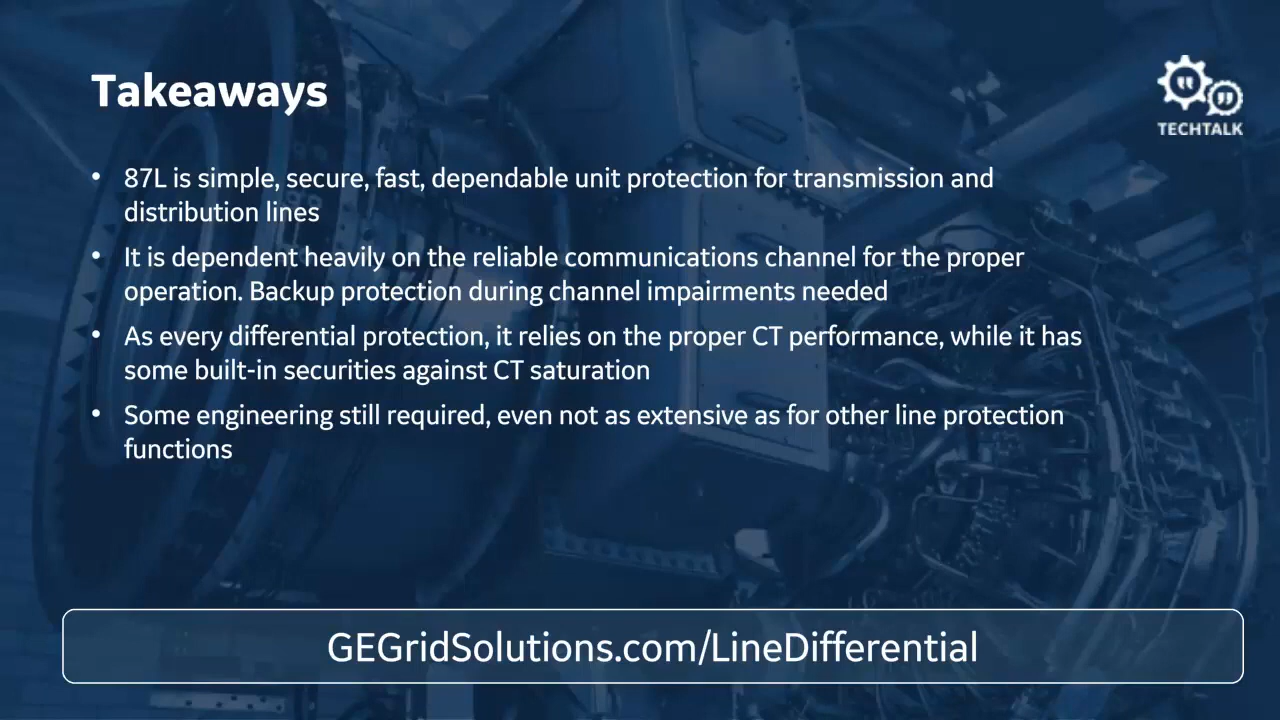 Takeaways
TECHTALK
• 87L is simple, secure, fast, dependable unit protection for transmission and
distribution lines
• It is dependent heavily on the reliable communications channel for the proper
operation. Backup protection during channel impairments needed
• As every differential protection, it relies on the proper CT performance, while it has
some built-in securities against CT saturation
• Some engineering still required, even not as extensive as for other line protection
functions
GEGridSolutions.com/LineDifferential